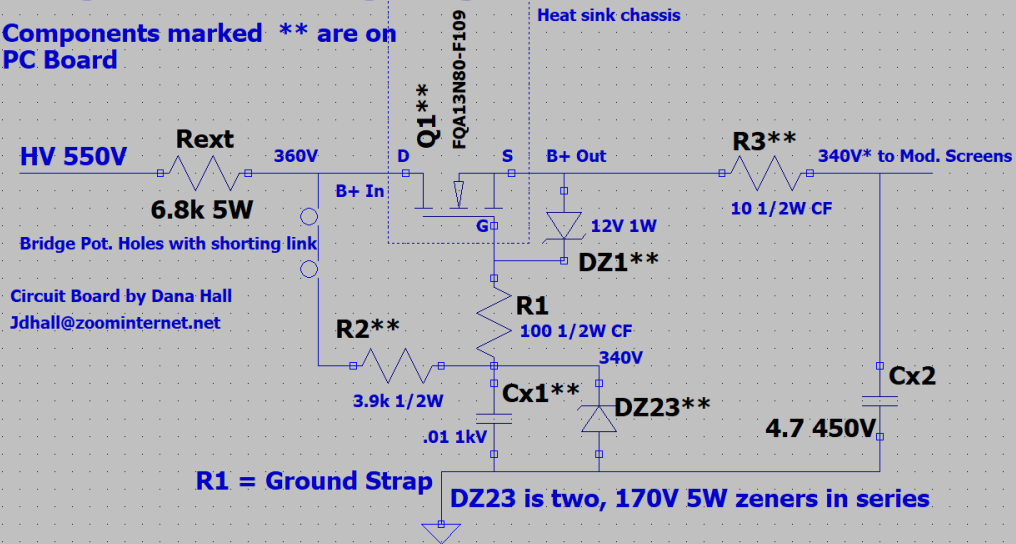 Components marked ** are on
PC Board
Heat sink chassis
Q1**
FQA13N80-F109
HV 550V
Rext
6.8k 5W
360V
B+ In
D
S
G
B+ Out
R3**
10 1/2W CF
340V* to Mod. Screens
Bridge Pot. Holes with shorting link
12V 1W
DZ1**
Circuit Board by Dana Hall
Jdhall@zoominternet.net
R1
100 1/2W CF
R2**
3.9k 1/2W
340V
Cx1**
.01 1kV
DZ23**
Cx2
4.7 450V
R1 = Ground Strap
DZ23 is two, 170V 5W zeners in series